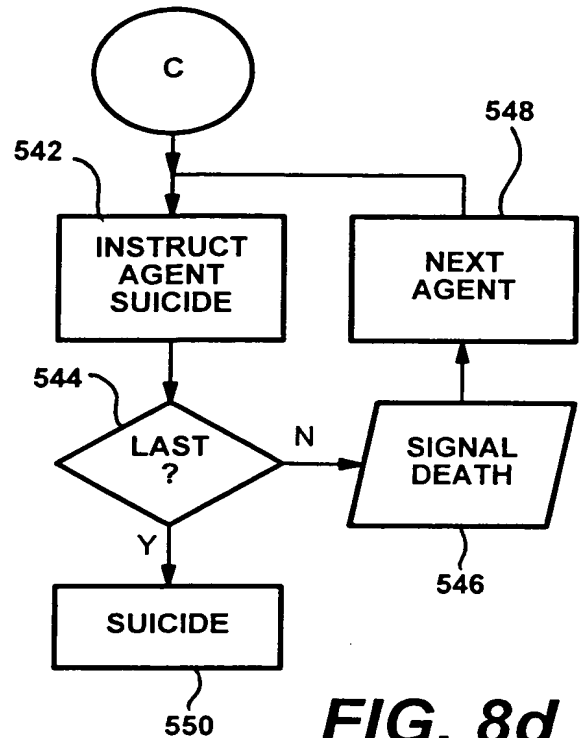 C
542
548
INSTRUCT
AGENT
SUICIDE
NEXT
AGENT
544
LAST
?
N
SIGNAL
DEATH
Y
546
SUICIDE
550
FIG. 8d